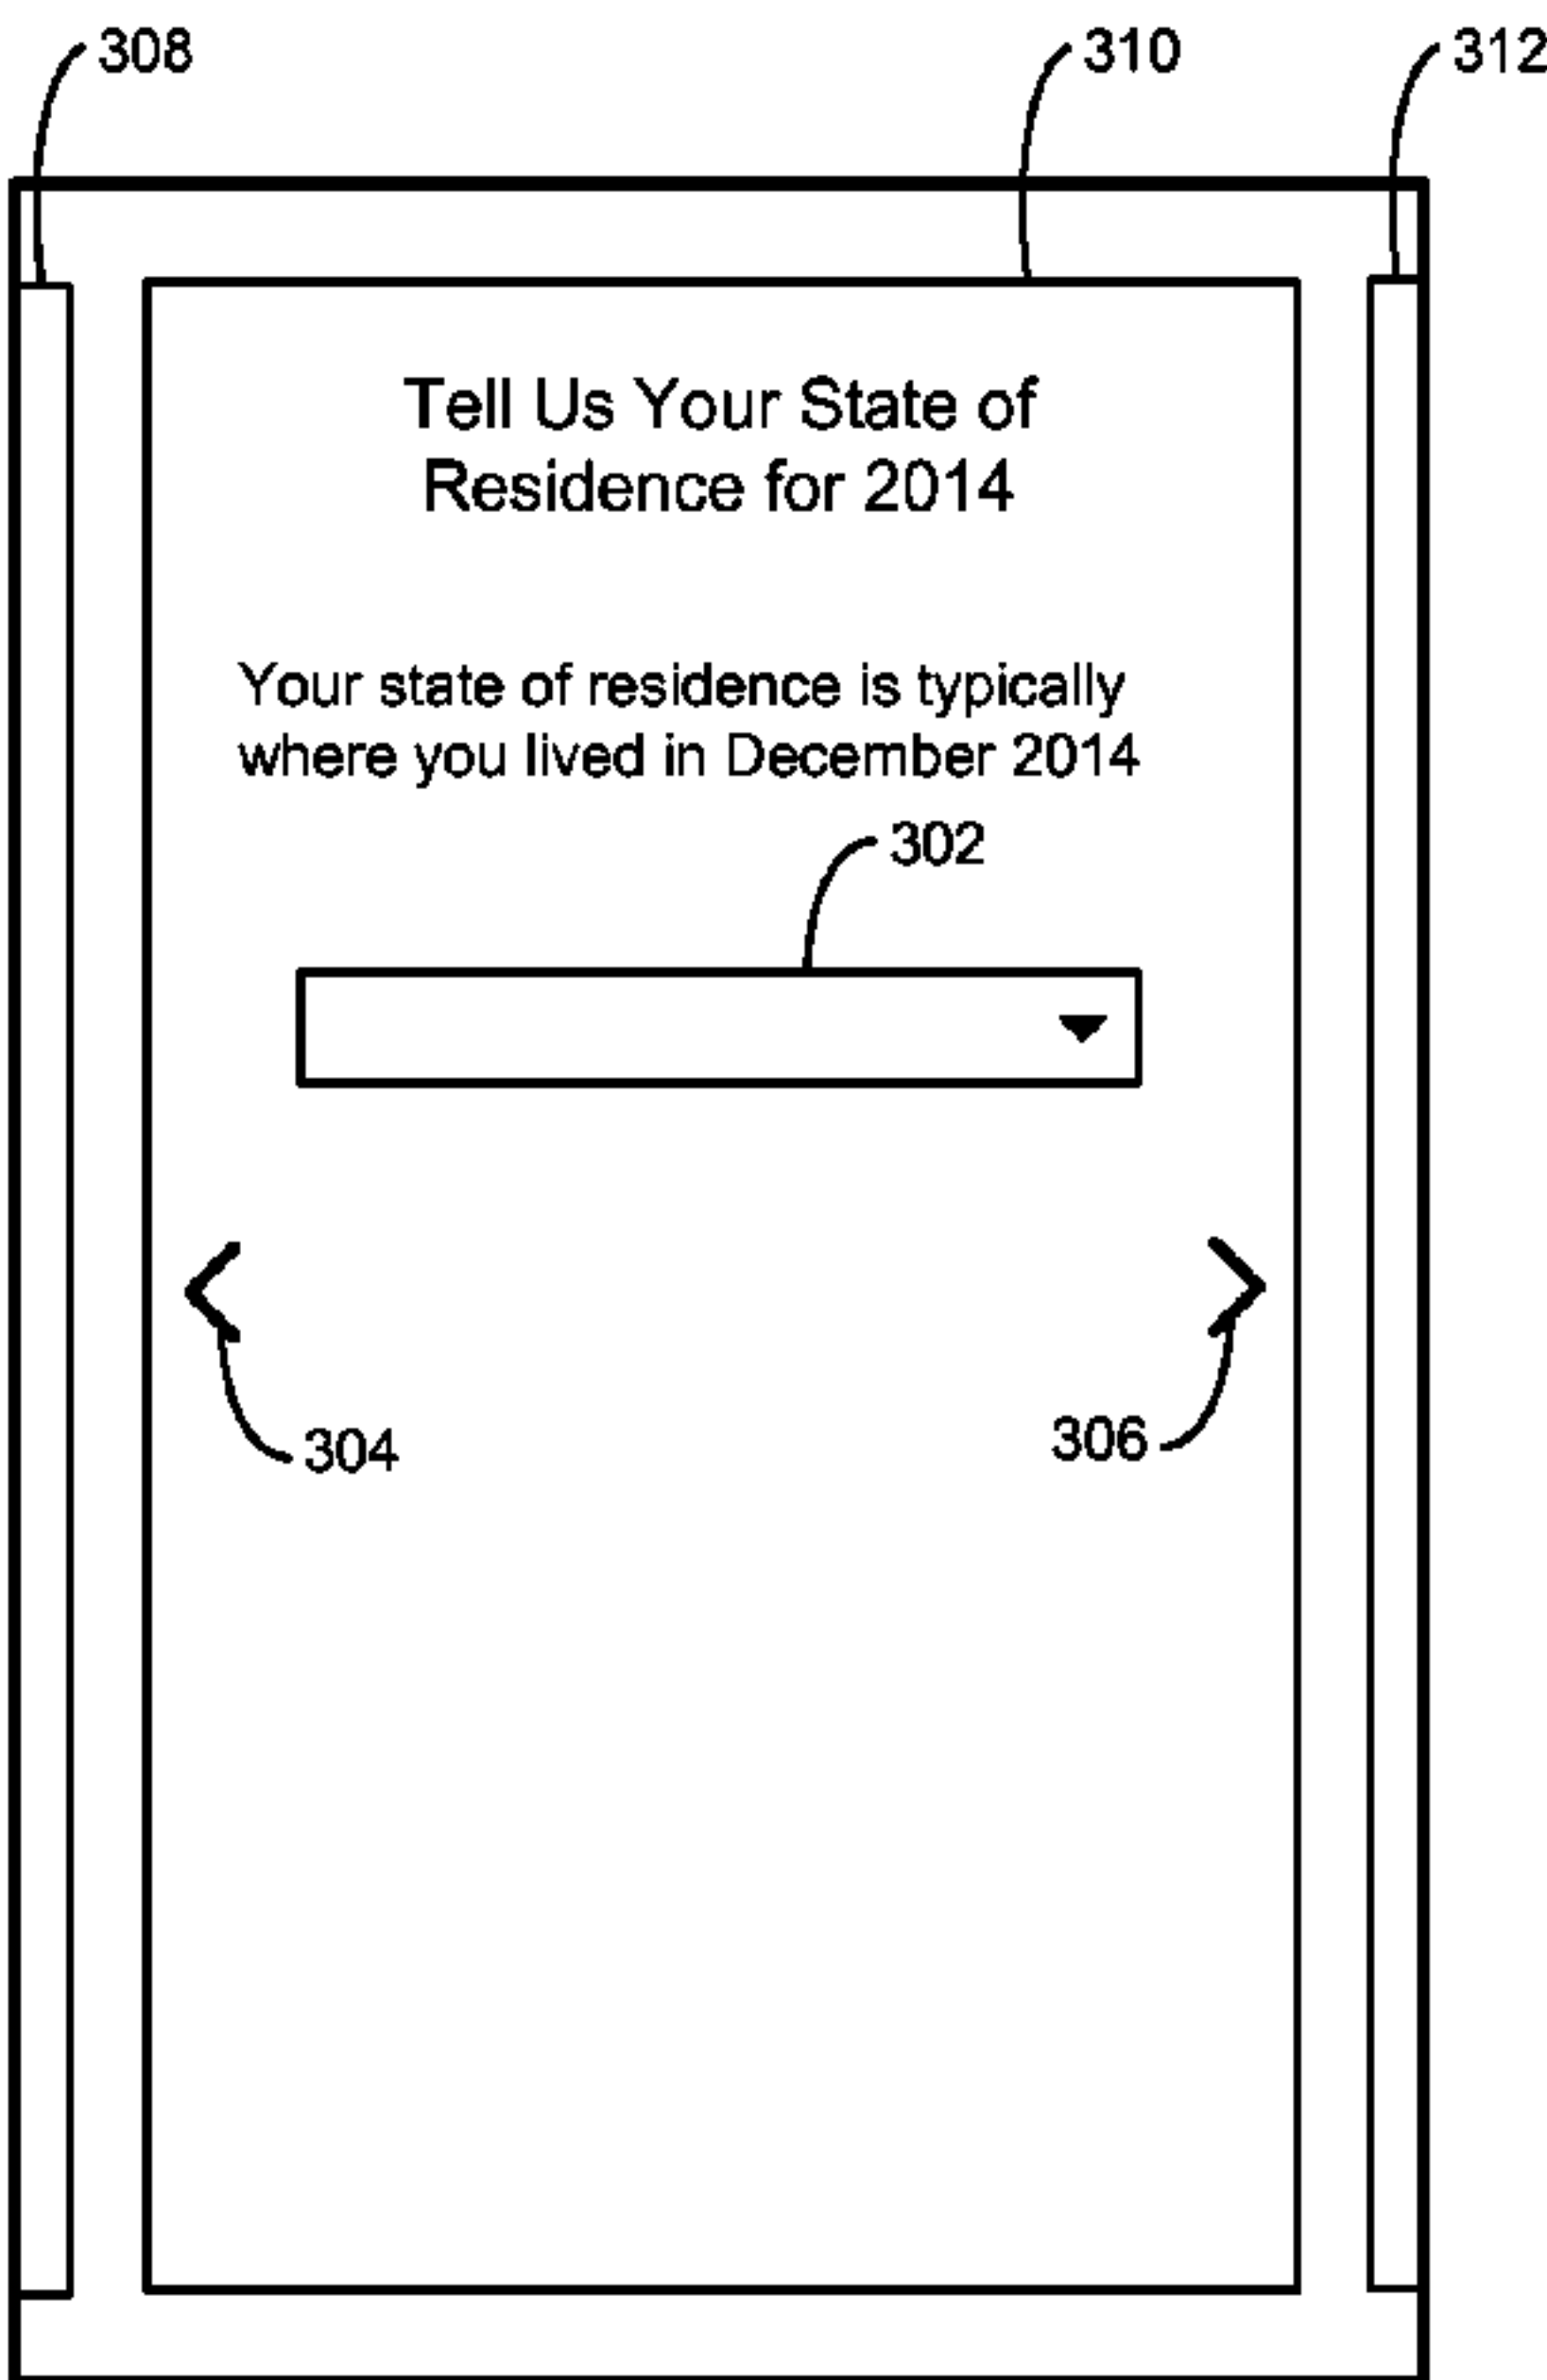 308
310
312
Tell Us Your State of
Residence for 2014
Your state of residence is typically
where you lived in December 2014
302
304
306